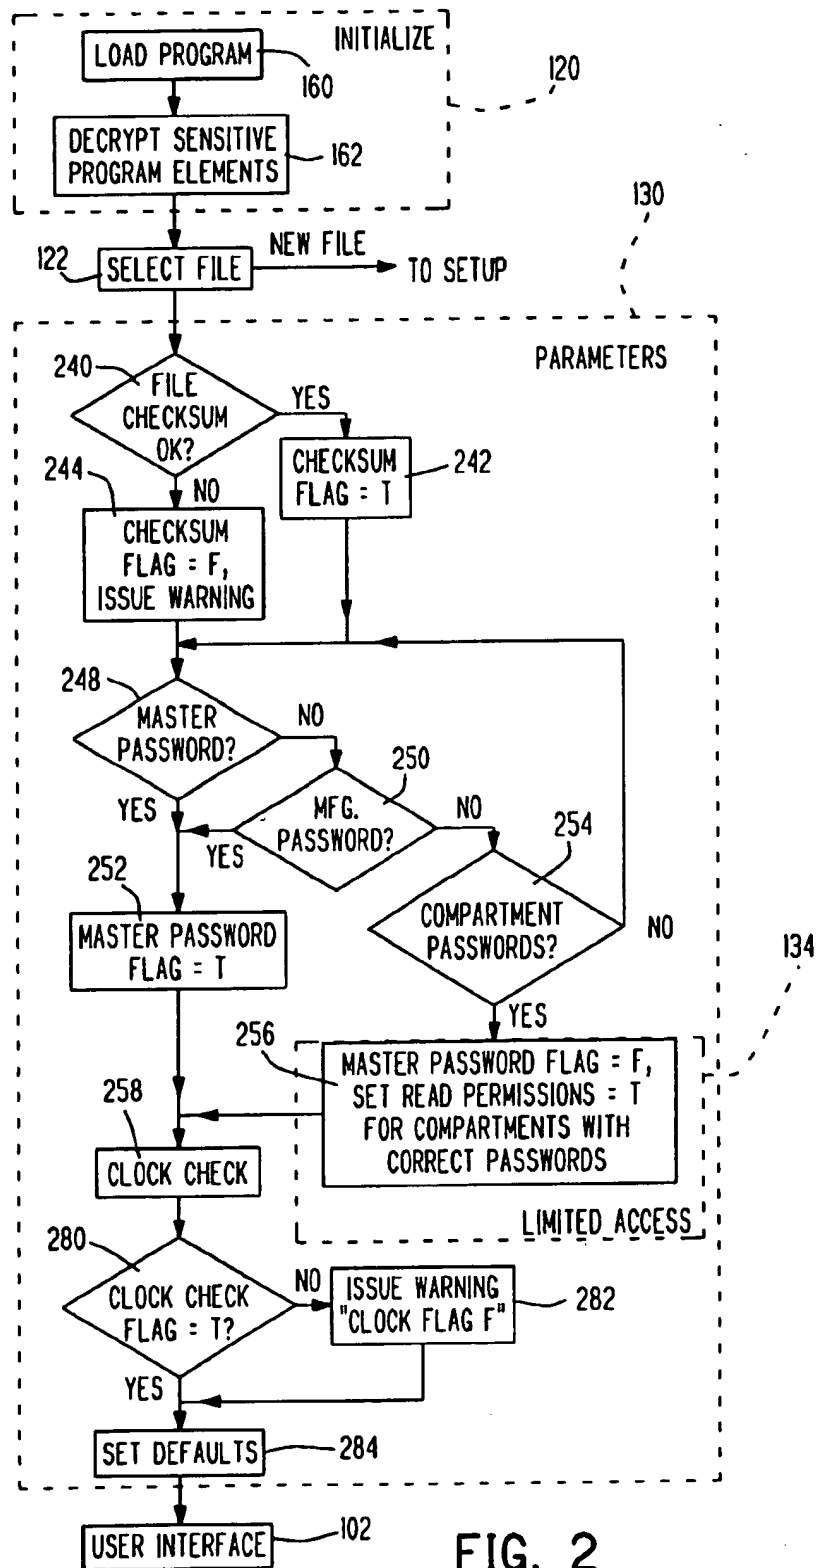 INITIALIZE
LOAD PROGRAM
160
120
DECRYPT SENSITIVE
PROGRAM ELEMENTS
162
130
122
SELECT FILE
NEW FILE
TO SETUP
PARAMETERS
240
FILE
CHECKSUM
OK?
YES
244
NO
CHECKSUM
FLAG = T
242
CHECKSUM
FLAG = F,
ISSUE WARNING
248
MASTER
PASSWORD?
NO
250
YES
MFG.
PASSWORD?
YES
NO
254
252
COMPARTMENT
PASSWORDS?
NO
MASTER PASSWORD
FLAG = T
134
YES
256
MASTER PASSWORD FLAG = F,
SET READ PERMISSIONS = T
FOR COMPARTMENTS WITH
CORRECT PASSWORDS
258
CLOCK CHECK
LIMITED ACCESS
280
CLOCK CHECK
FLAG = T?
NO
ISSUE WARNING
"CLOCK FLAG F"
282
YES
SET DEFAULTS
284
USER INTERFACE
102
FIG. 2